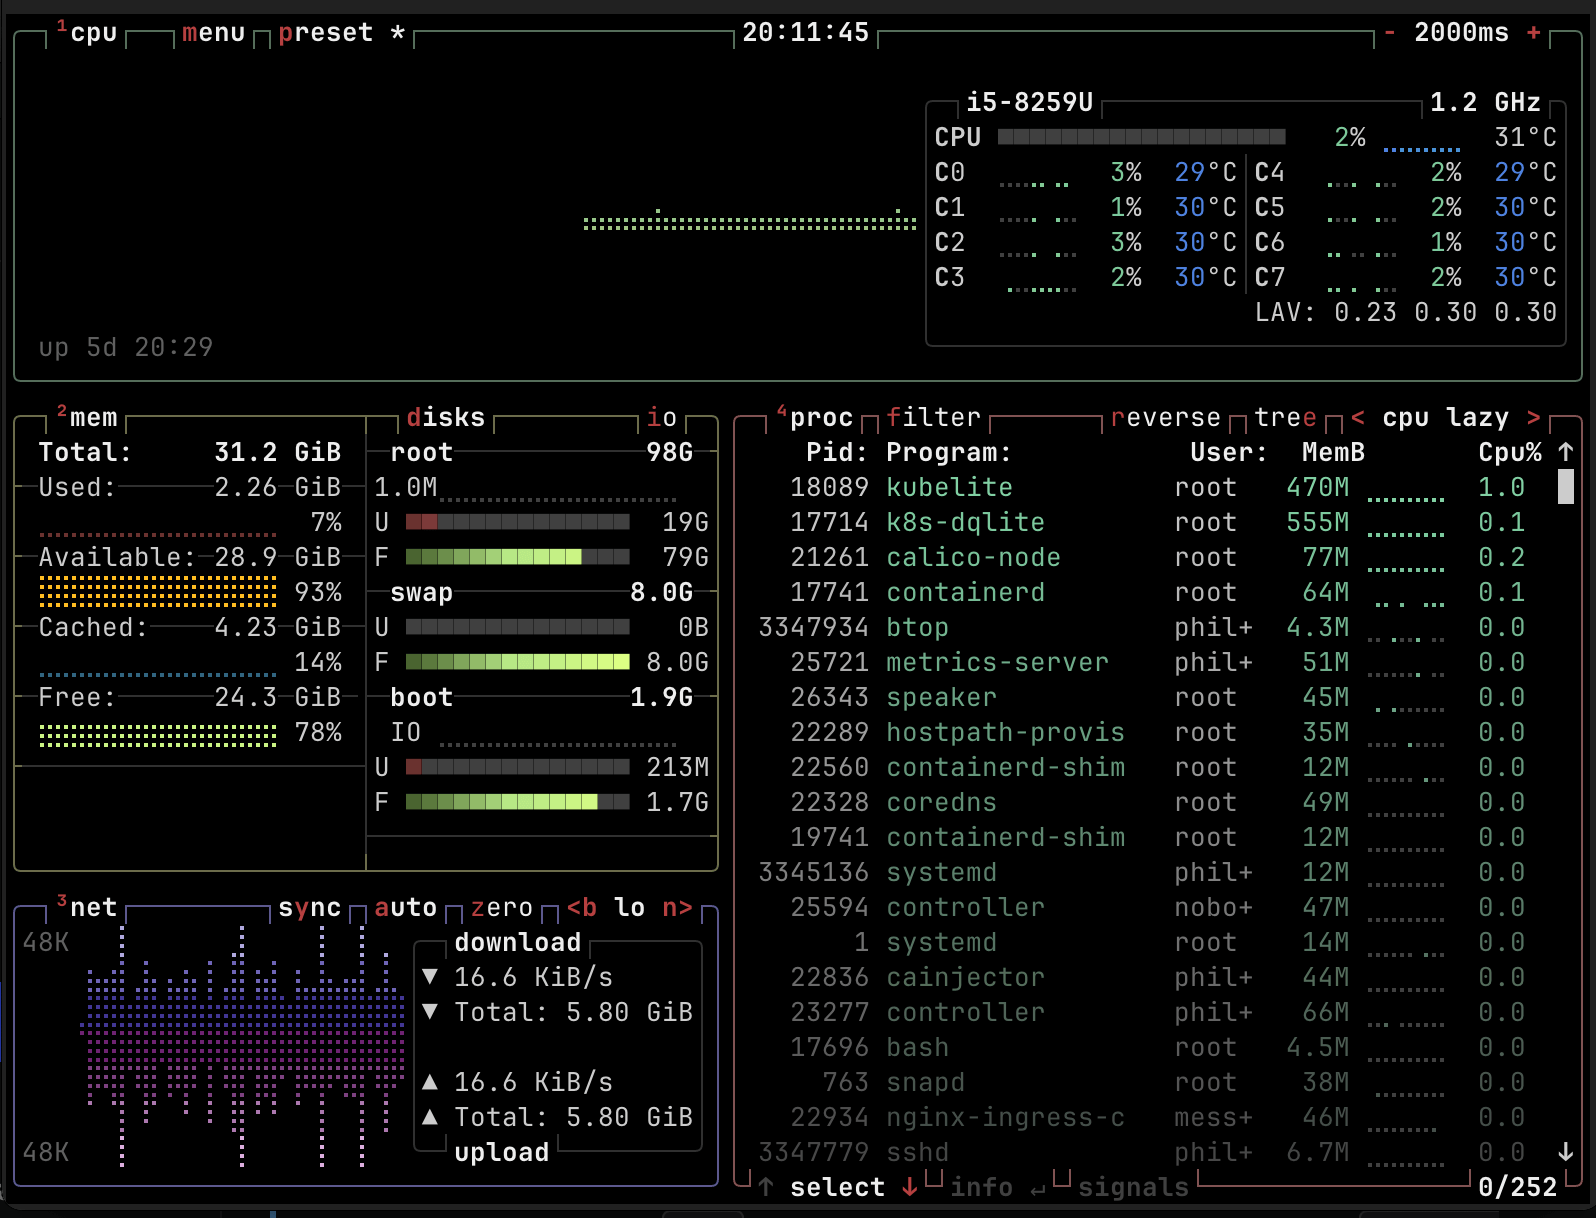 ¹cpu menu preset * 20:11:45 - 2000ms +
i5-8259U 1.2 GHz
CPU 2% 31°C
C0 3% 29°C C4 2% 29°C
C1 1% 30°C C5 2% 30°C
C2 3% 30°C C6 1% 30°C
C3 2% 30°C C7 2% 30°C
LAV: 0.23 0.30 0.30
up 5d 20:29
²mem
Total: 31.2 GiB
Used: 2.26 GiB
7%
Available: 28.9 GiB
93%
Cached: 4.23 GiB
14%
Free: 24.3 GiB
78%
disks io
root 98G
1.0M
U 19G
F 79G
swap 8.0G
U 0B
F 8.0G
boot 1.9G
IO
U 213M
F 1.7G
³net sync auto zero <b lo n>
48K
48K
download
▼ 16.6 KiB/s
▼ Total: 5.80 GiB
▲ 16.6 KiB/s
▲ Total: 5.80 GiB
upload
⁴proc filter reverse tree < cpu lazy >
Pid: Program: User: MemB Cpu% ↑
18089 kubelite root 470M 1.0
17714 k8s-dqlite root 555M 0.1
21261 calico-node root 77M 0.2
17741 containerd root 64M 0.1
3347934 btop phil+ 4.3M 0.0
25721 metrics-server phil+ 51M 0.0
26343 speaker root 45M 0.0
22289 hostpath-provis root 35M 0.0
22560 containerd-shim root 12M 0.0
22328 coredns root 49M 0.0
19741 containerd-shim root 12M 0.0
3345136 systemd phil+ 12M 0.0
25594 controller nobo+ 47M 0.0
1 systemd root 14M 0.0
22836 cainjector phil+ 44M 0.0
23277 controller phil+ 66M 0.0
17696 bash root 4.5M 0.0
763 snapd root 38M 0.0
22934 nginx-ingress-c mess+ 46M 0.0
3347779 sshd phil+ 6.7M 0.0 ↓
↑ select ↓ info ↵ signals 0/252